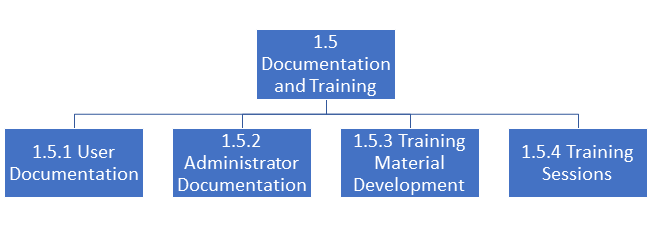 1.5
Documentation
and Training
1.5.1 User
Documentation
1.5.2
Administrator
Documentation
1.5.3 Training
Material
Development
1.5.4 Training
Sessions